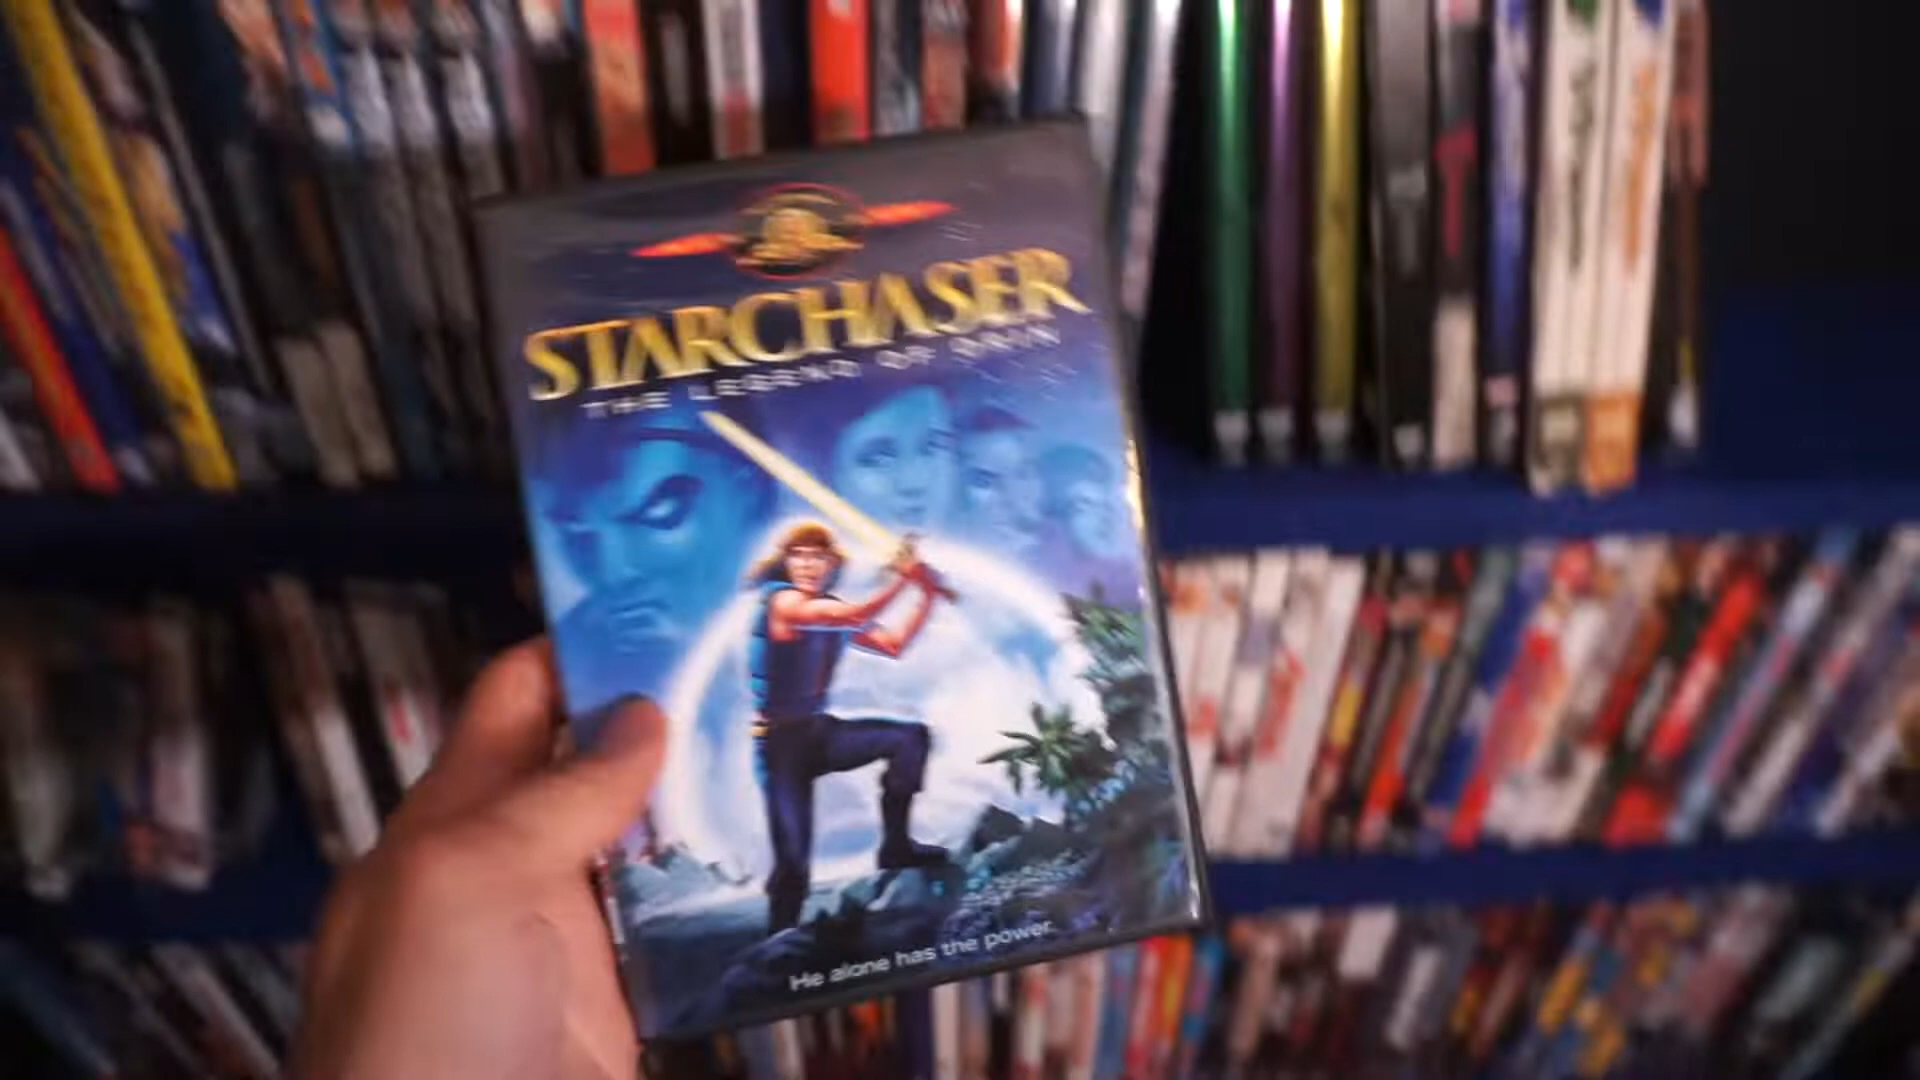 STARCHASER
THE LEGEND OF ORIN
He alone has the power.